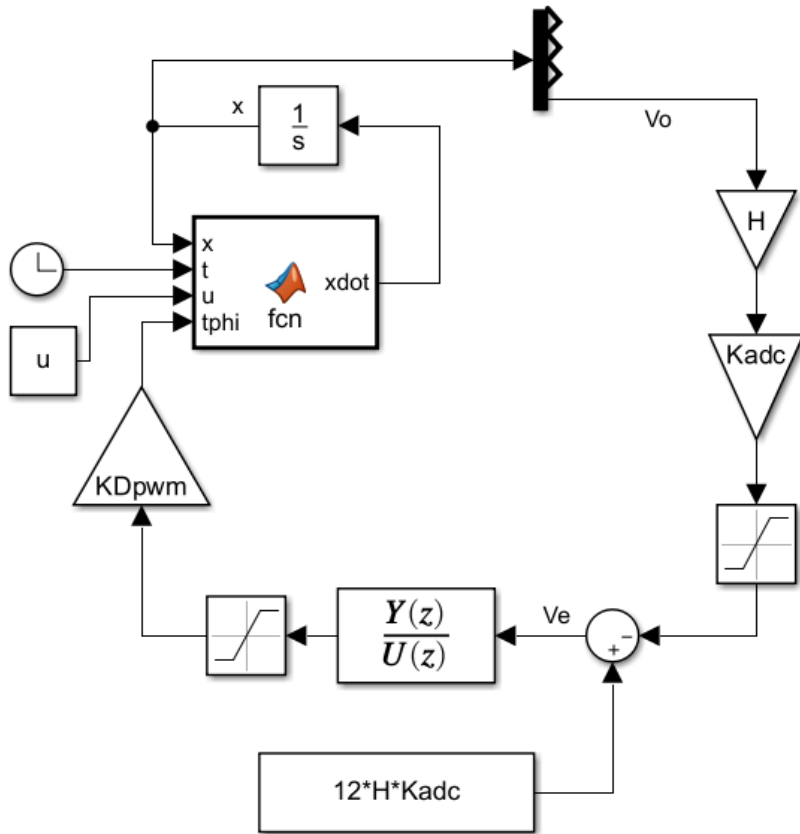 x
1
s
Vo
H
x
t
u
tphi
xdot
fcn
u
Kadc
KDpwm
Y(z)
U(z)
Ve
−
+
12*H*Kadc